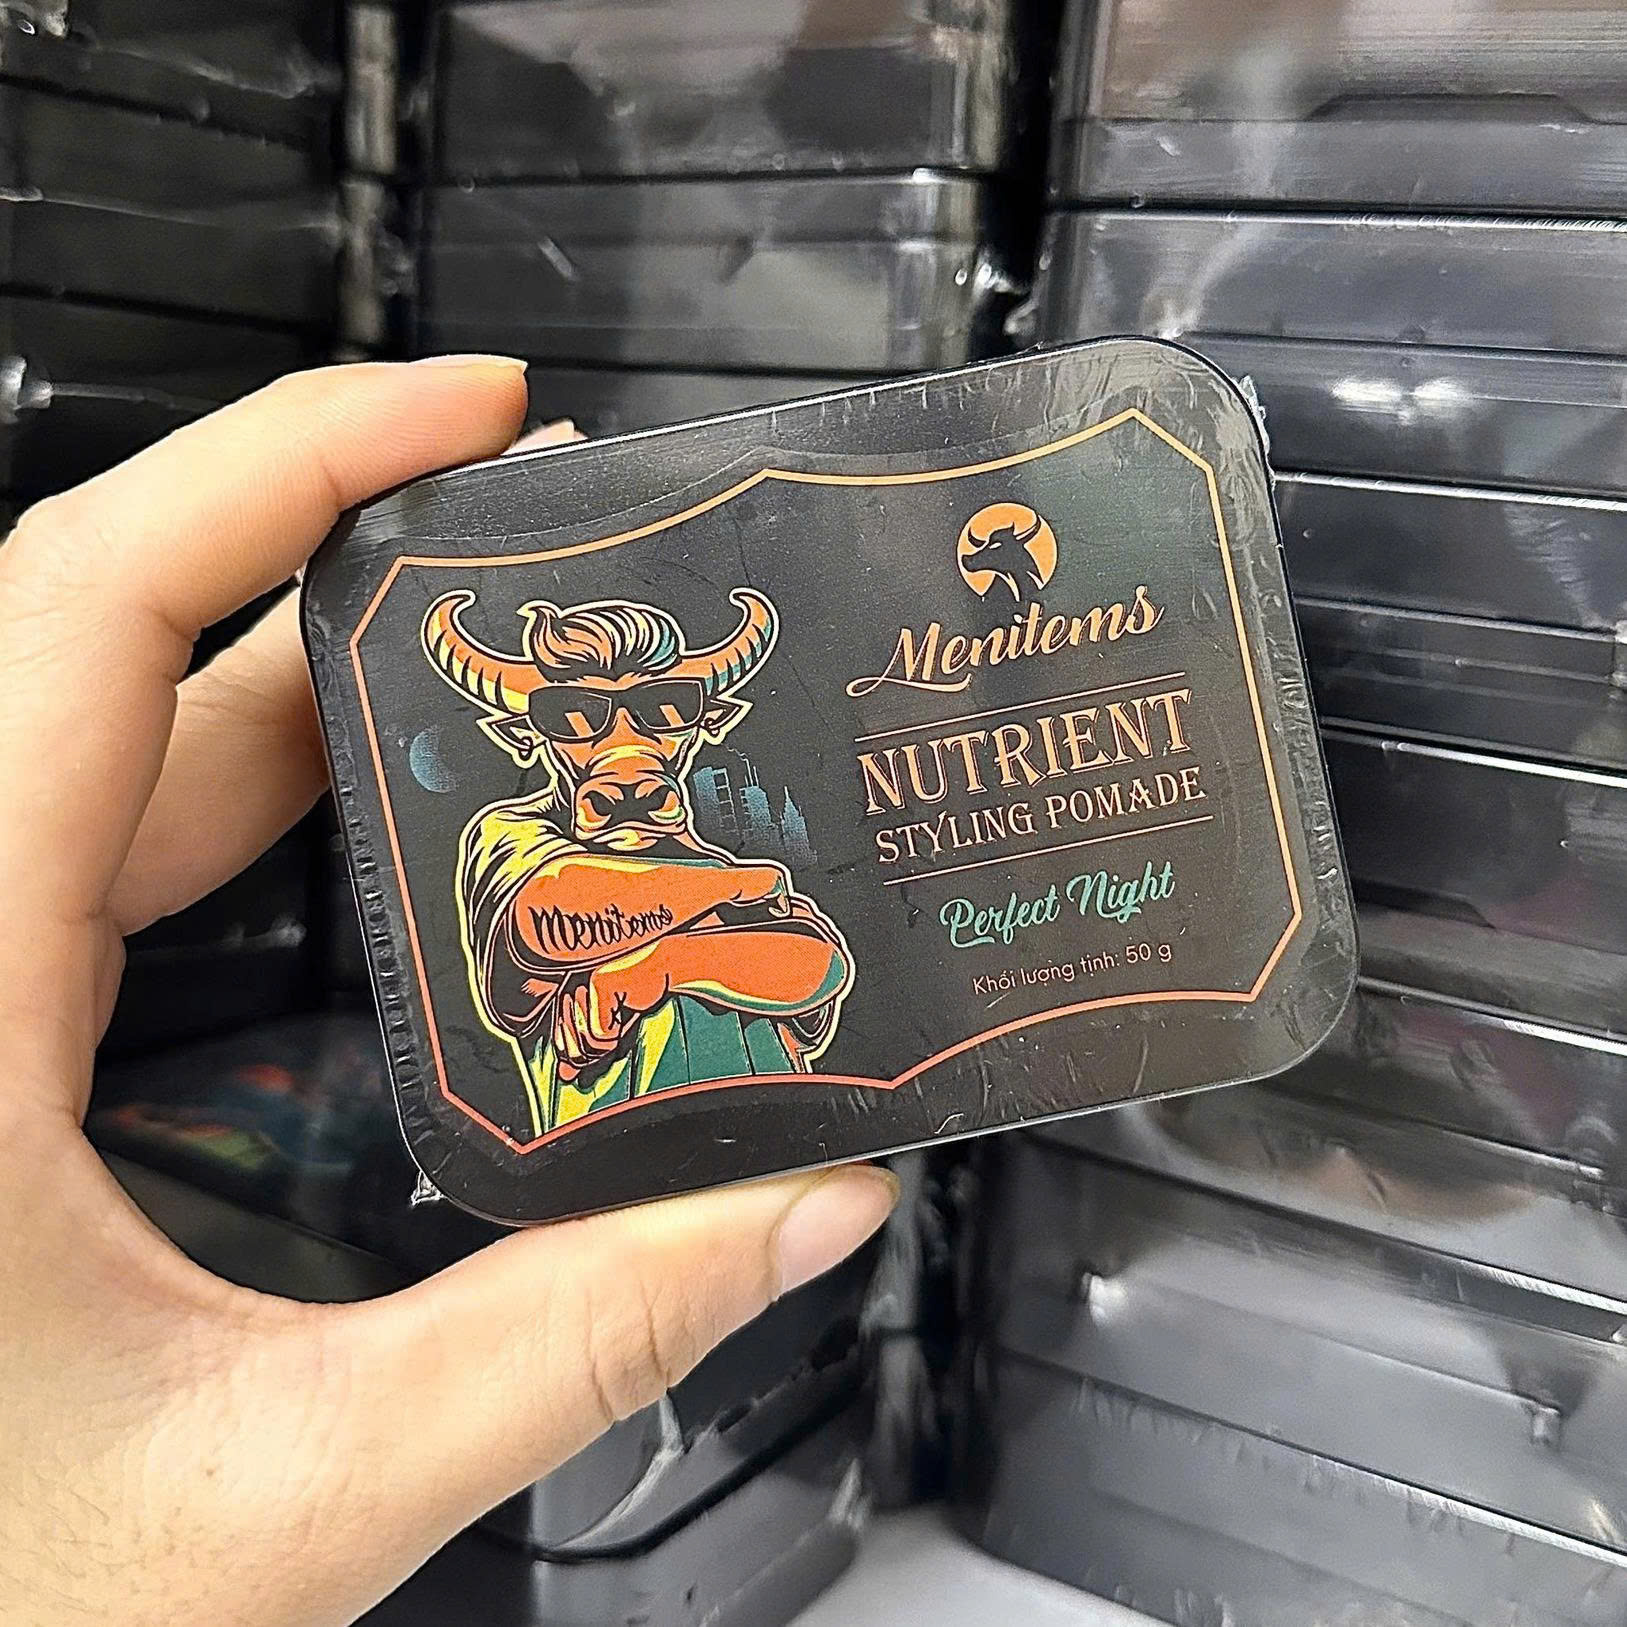 Menitems
NUTRIENT
STYLING POMADE
Perfect Night
Khối lượng tịnh: 50 g
Menitems